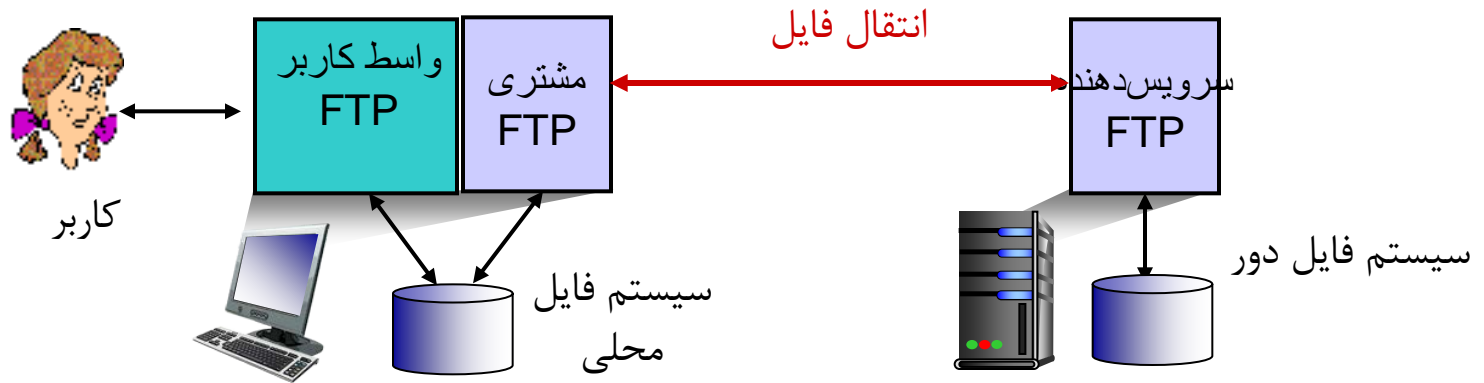 انتقال فایل
واسط کاربر
FTP
مشتری
FTP
سرویس‌دهنده
FTP
کاربر
سیستم فایل
محلی
سیستم فایل دور